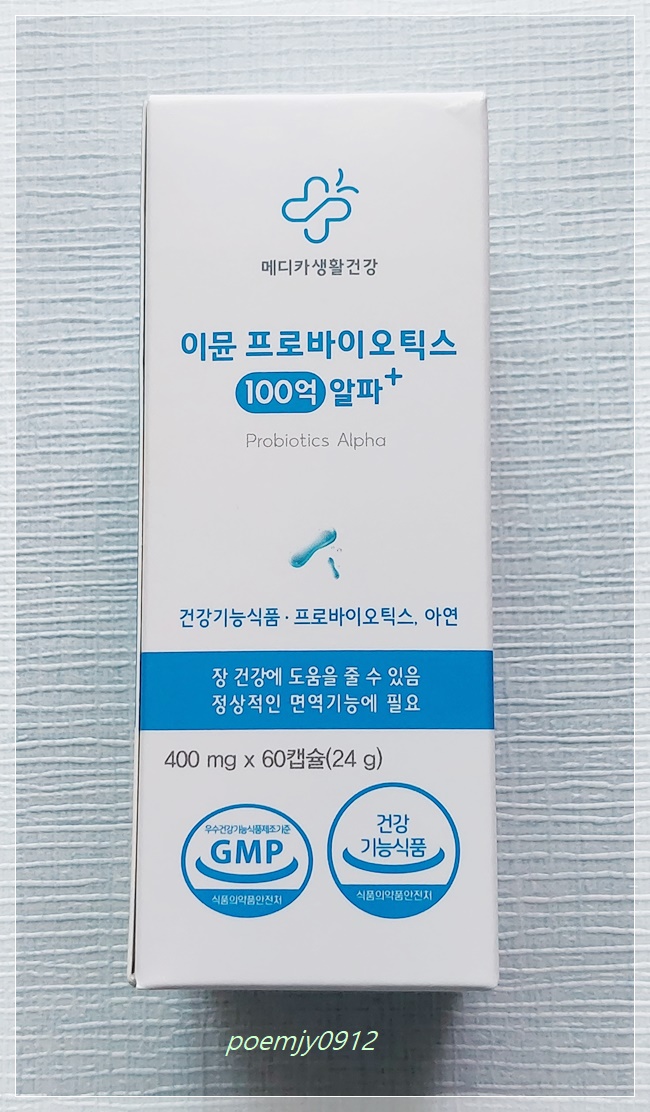 메디카생활건강
이뮨 프로바이오틱스
100억 알파+
Probiotics Alpha
건강기능식품 · 프로바이오틱스, 아연
장 건강에 도움을 줄 수 있음
정상적인 면역기능에 필요
400 mg x 60캡슐(24 g)
우수건강기능식품제조기준
GMP
식품의약품안전처
건강
기능식품
식품의약품안전처
poemjy0912